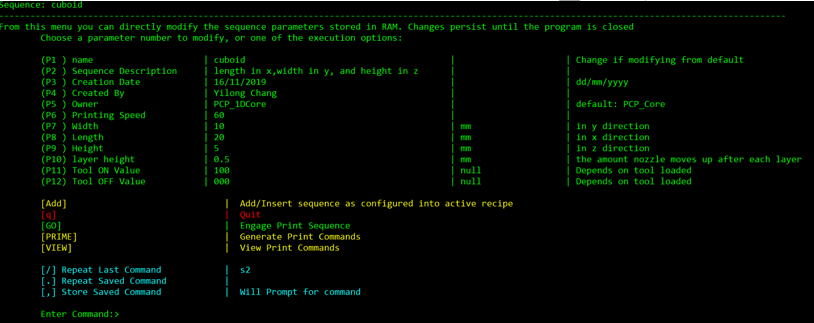 Sequence: cuboid
--------------------------------------------------------------------------------
From this menu you can directly modify the sequence parameters stored in RAM. Changes persist until the program is closed
Choose a parameter number to modify, or one of the execution options:
(P1 ) name | cuboid | | Change if modifying from default
(P2 ) Sequence Description | length in x,width in y, and height in z | |
(P3 ) Creation Date | 16/11/2019 | | dd/mm/yyyy
(P4 ) Created By | Yilong Chang | |
(P5 ) Owner | PCP_1DCore | | default: PCP_Core
(P6 ) Printing Speed | 60 | |
(P7 ) Width | 10 | mm | in y direction
(P8 ) Length | 20 | mm | in x direction
(P9 ) Height | 5 | mm | in z direction
(P10) layer height | 0.5 | mm | the amount nozzle moves up after each layer
(P11) Tool ON Value | 100 | null | Depends on tool loaded
(P12) Tool OFF Value | 000 | null | Depends on tool loaded
[Add] | Add/Insert sequence as configured into active recipe
[q] | Quit
[GO] | Engage Print Sequence
[PRIME] | Generate Print Commands
[VIEW] | View Print Commands
[/] Repeat Last Command | s2
[.] Repeat Saved Command |
[,] Store Saved Command | Will Prompt for command
Enter Command:>